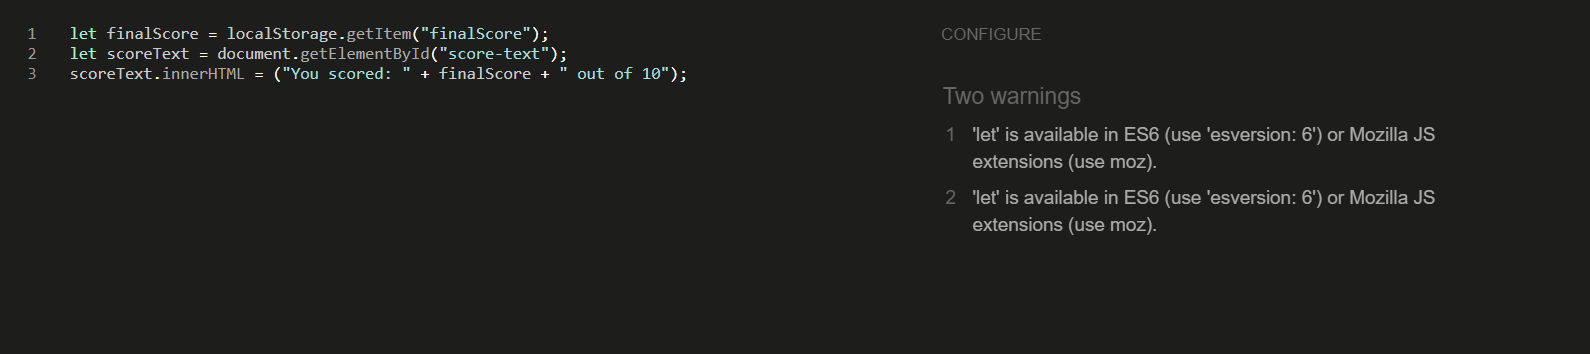 1 let finalScore = localStorage.getItem("finalScore");
2 let scoreText = document.getElementById("score-text");
3 scoreText.innerHTML = ("You scored: " + finalScore + " out of 10");
CONFIGURE
Two warnings
1 'let' is available in ES6 (use 'esversion: 6') or Mozilla JS
extensions (use moz).
2 'let' is available in ES6 (use 'esversion: 6') or Mozilla JS
extensions (use moz).